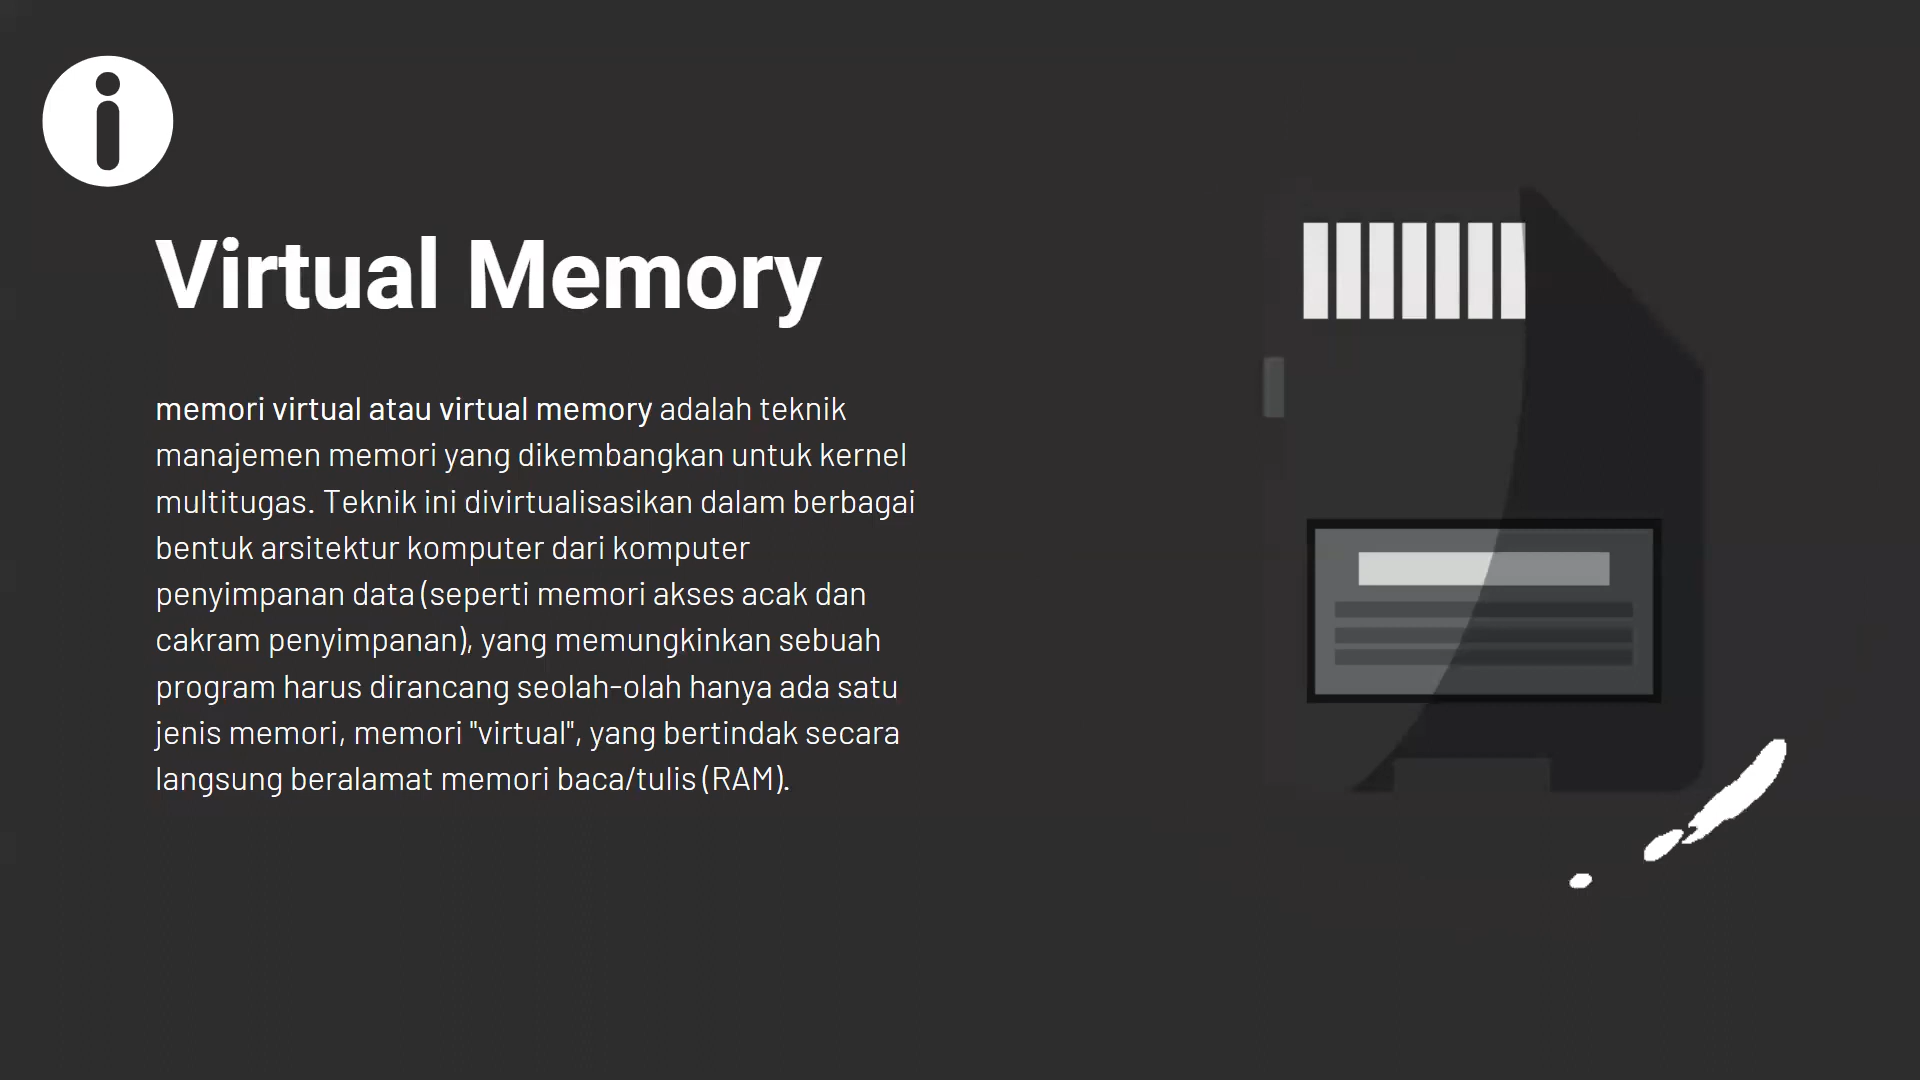 Virtual Memory
memori virtual atau virtual memory adalah teknik
manajemen memori yang dikembangkan untuk kernel
multitugas. Teknik ini divirtualisasikan dalam berbagai
bentuk arsitektur komputer dari komputer
penyimpanan data (seperti memori akses acak dan
cakram penyimpanan), yang memungkinkan sebuah
program harus dirancang seolah-olah hanya ada satu
jenis memori, memori "virtual", yang bertindak secara
langsung beralamat memori baca/tulis (RAM).